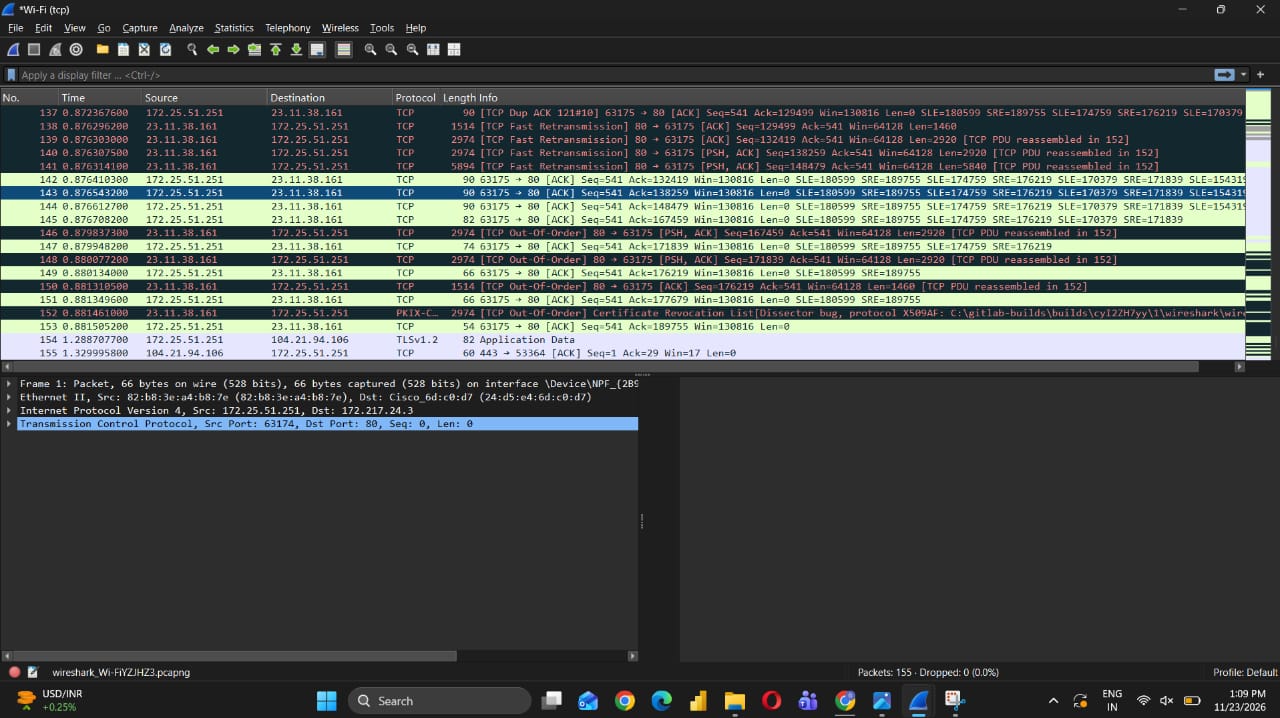 *Wi-Fi (tcp)
File Edit View Go Capture Analyze Statistics Telephony Wireless Tools Help
Apply a display filter ... <Ctrl-/>
No. Time Source Destination Protocol Length Info
137 0.872367600 172.25.51.251 23.11.38.161 TCP 90 [TCP Dup ACK 121#10] 63175 → 80 [ACK] Seq=541 Ack=129499 Win=130816 Len=0 SLE=180599 SRE=189755 SLE=174759 SRE=176219 SLE=170379
138 0.876296200 23.11.38.161 172.25.51.251 TCP 1514 [TCP Fast Retransmission] 80 → 63175 [ACK] Seq=129499 Ack=541 Win=64128 Len=1460
139 0.876303000 23.11.38.161 172.25.51.251 TCP 2974 [TCP Fast Retransmission] 80 → 63175 [ACK] Seq=132419 Ack=541 Win=64128 Len=2920 [TCP PDU reassembled in 152]
140 0.876307500 23.11.38.161 172.25.51.251 TCP 2974 [TCP Fast Retransmission] 80 → 63175 [PSH, ACK] Seq=138259 Ack=541 Win=64128 Len=2920 [TCP PDU reassembled in 152]
141 0.876314100 23.11.38.161 172.25.51.251 TCP 5894 [TCP Fast Retransmission] 80 → 63175 [PSH, ACK] Seq=148479 Ack=541 Win=64128 Len=5840 [TCP PDU reassembled in 152]
142 0.876410300 172.25.51.251 23.11.38.161 TCP 90 63175 → 80 [ACK] Seq=541 Ack=132419 Win=130816 Len=0 SLE=180599 SRE=189755 SLE=174759 SRE=176219 SLE=170379 SRE=171839 SLE=15431
143 0.876543200 172.25.51.251 23.11.38.161 TCP 90 63175 → 80 [ACK] Seq=541 Ack=138259 Win=130816 Len=0 SLE=180599 SRE=189755 SLE=174759 SRE=176219 SLE=170379 SRE=171839 SLE=15431
144 0.876612700 172.25.51.251 23.11.38.161 TCP 90 63175 → 80 [ACK] Seq=541 Ack=148479 Win=130816 Len=0 SLE=180599 SRE=189755 SLE=174759 SRE=176219 SLE=170379 SRE=171839 SLE=15431
145 0.876708200 172.25.51.251 23.11.38.161 TCP 82 63175 → 80 [ACK] Seq=541 Ack=167459 Win=130816 Len=0 SLE=180599 SRE=189755 SLE=174759 SRE=176219 SLE=170379 SRE=171839
146 0.879837300 23.11.38.161 172.25.51.251 TCP 2974 [TCP Out-Of-Order] 80 → 63175 [PSH, ACK] Seq=167459 Ack=541 Win=64128 Len=2920 [TCP PDU reassembled in 152]
147 0.879948200 172.25.51.251 23.11.38.161 TCP 74 63175 → 80 [ACK] Seq=541 Ack=171839 Win=130816 Len=0 SLE=180599 SRE=189755 SLE=174759 SRE=176219
148 0.880077200 23.11.38.161 172.25.51.251 TCP 2974 [TCP Out-Of-Order] 80 → 63175 [PSH, ACK] Seq=171839 Ack=541 Win=64128 Len=2920 [TCP PDU reassembled in 152]
149 0.880134000 172.25.51.251 23.11.38.161 TCP 66 63175 → 80 [ACK] Seq=541 Ack=176219 Win=130816 Len=0 SLE=180599 SRE=189755
150 0.881310500 23.11.38.161 172.25.51.251 TCP 1514 [TCP Out-Of-Order] 80 → 63175 [ACK] Seq=176219 Ack=541 Win=64128 Len=1460 [TCP PDU reassembled in 152]
151 0.881349600 172.25.51.251 23.11.38.161 TCP 66 63175 → 80 [ACK] Seq=541 Ack=177679 Win=130816 Len=0 SLE=180599 SRE=189755
152 0.881461000 23.11.38.161 172.25.51.251 PKIX-C... 2974 [TCP Out-Of-Order] Certificate Revocation List[Dissector bug, protocol X509AF: C:\gitlab-builds\builds\cyI2ZH7yy\1\wireshark\wire
153 0.881505200 172.25.51.251 23.11.38.161 TCP 54 63175 → 80 [ACK] Seq=541 Ack=189755 Win=130816 Len=0
154 1.288707700 172.25.51.251 104.21.94.106 TLSv1.2 82 Application Data
155 1.329995800 104.21.94.106 172.25.51.251 TCP 60 443 → 53364 [ACK] Seq=1 Ack=29 Win=17 Len=0
Frame 1: Packet, 66 bytes on wire (528 bits), 66 bytes captured (528 bits) on interface \Device\NPF_{2B9
Ethernet II, Src: 82:b8:3e:a4:b8:7e (82:b8:3e:a4:b8:7e), Dst: Cisco_6d:c0:d7 (24:d5:e4:6d:c0:d7)
Internet Protocol Version 4, Src: 172.25.51.251, Dst: 172.217.24.3
Transmission Control Protocol, Src Port: 63174, Dst Port: 80, Seq: 0, Len: 0
wireshark_Wi-FiYZJHZ3.pcapng Packets: 155 · Dropped: 0 (0.0%) Profile: Default
USD/INR
+0.25%
Search
ENG
IN
1:09 PM
11/23/2026